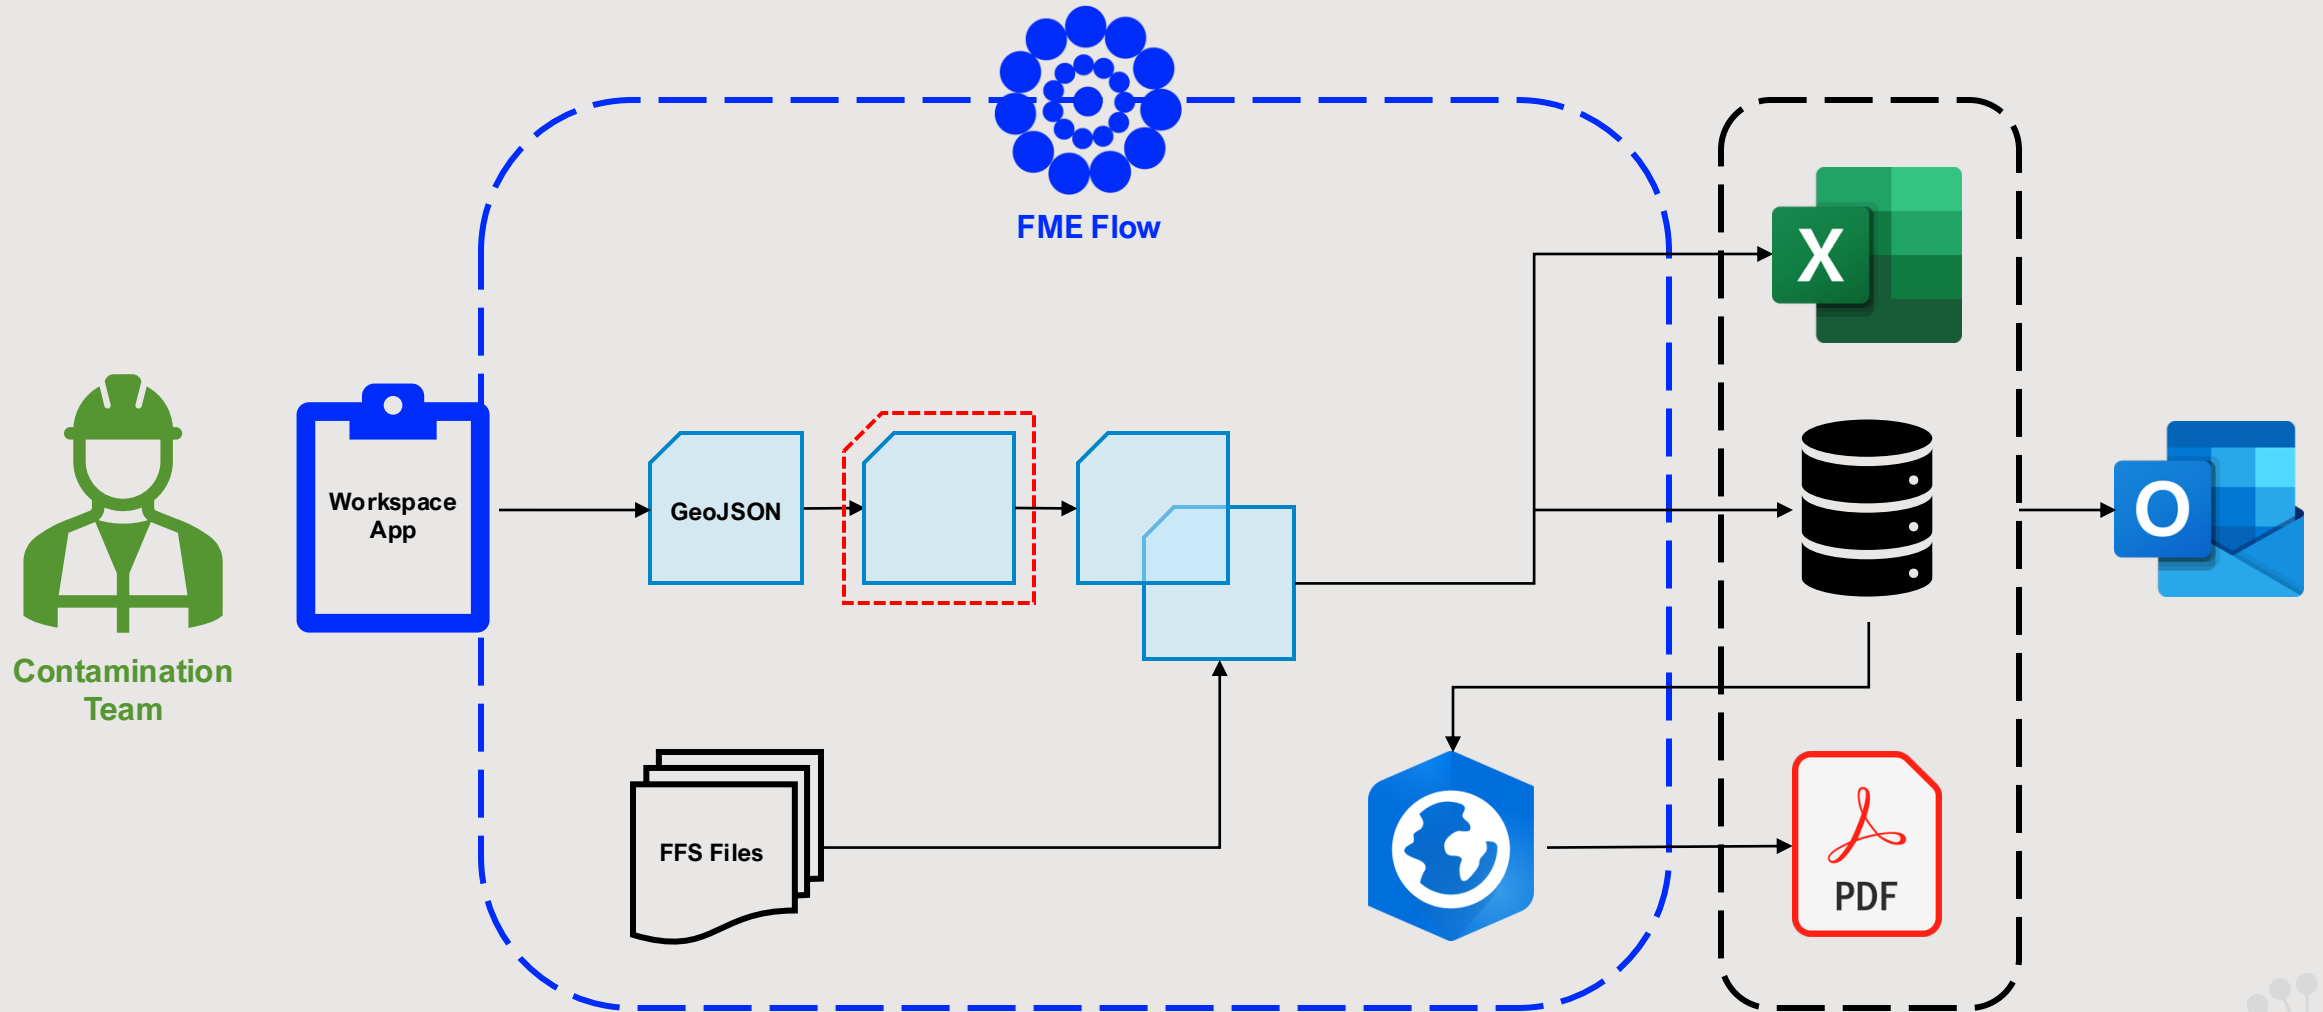 FME Flow
X
Workspace
App
GeoJSON
O
Contamination
Team
FFS Files
PDF